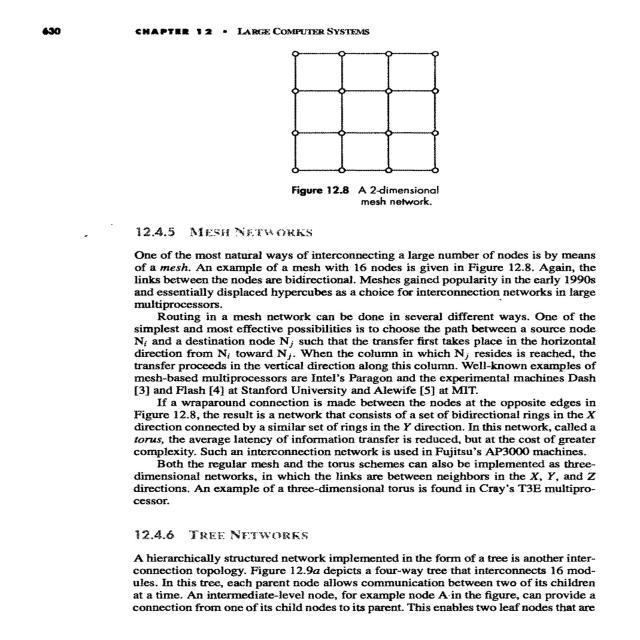 630
CHAPTER 12 • LARGE COMPUTER SYSTEMS
Figure 12.8 A 2-dimensional
mesh network.
12.4.5 MESH NETWORKS
One of the most natural ways of interconnecting a large number of nodes is by means
of a mesh. An example of a mesh with 16 nodes is given in Figure 12.8. Again, the
links between the nodes are bidirectional. Meshes gained popularity in the early 1990s
and essentially displaced hypercubes as a choice for interconnection networks in large
multiprocessors.
Routing in a mesh network can be done in several different ways. One of the
simplest and most effective possibilities is to choose the path between a source node
Ni and a destination node Nj such that the transfer first takes place in the horizontal
direction from Ni toward Nj. When the column in which Nj resides is reached, the
transfer proceeds in the vertical direction along this column. Well-known examples of
mesh-based multiprocessors are Intel's Paragon and the experimental machines Dash
[3] and Flash [4] at Stanford University and Alewife [5] at MIT.
If a wraparound connection is made between the nodes at the opposite edges in
Figure 12.8, the result is a network that consists of a set of bidirectional rings in the X
direction connected by a similar set of rings in the Y direction. In this network, called a
torus, the average latency of information transfer is reduced, but at the cost of greater
complexity. Such an interconnection network is used in Fujitsu's AP3000 machines.
Both the regular mesh and the torus schemes can also be implemented as three-
dimensional networks, in which the links are between neighbors in the X, Y, and Z
directions. An example of a three-dimensional torus is found in Cray's T3E multipro-
cessor.
12.4.6 TREE NETWORKS
A hierarchically structured network implemented in the form of a tree is another inter-
connection topology. Figure 12.9a depicts a four-way tree that interconnects 16 mod-
ules. In this tree, each parent node allows communication between two of its children
at a time. An intermediate-level node, for example node A in the figure, can provide a
connection from one of its child nodes to its parent. This enables two leaf nodes that are